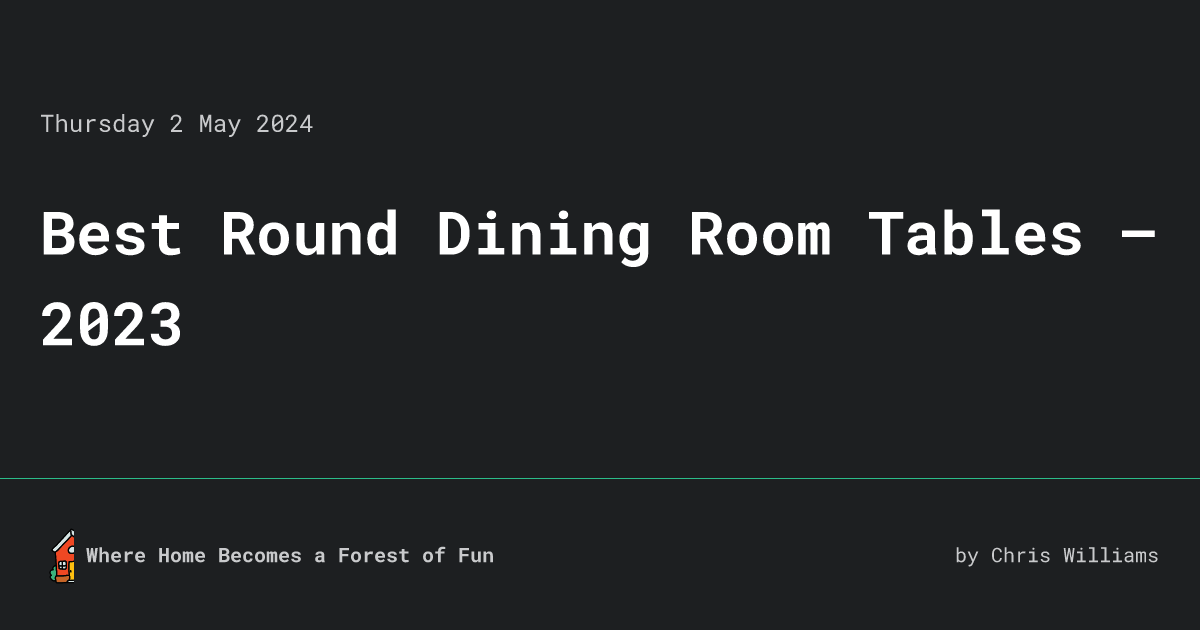 Thursday 2 May 2024
Best Round Dining Room Tables –
2023
Where Home Becomes a Forest of Fun
by Chris Williams